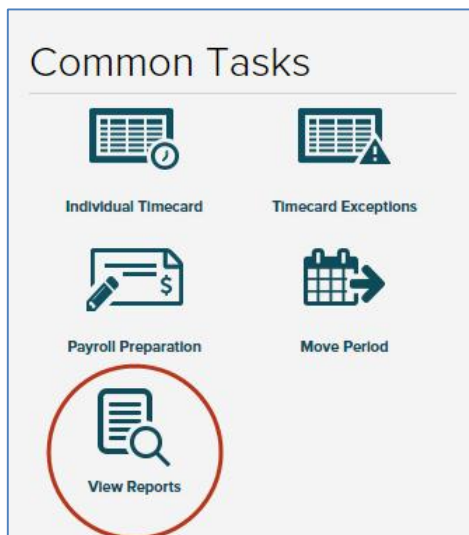 Common Tasks
Individual Timecard
Timecard Exceptions
$
Payroll Preparation
Move Period
View Reports